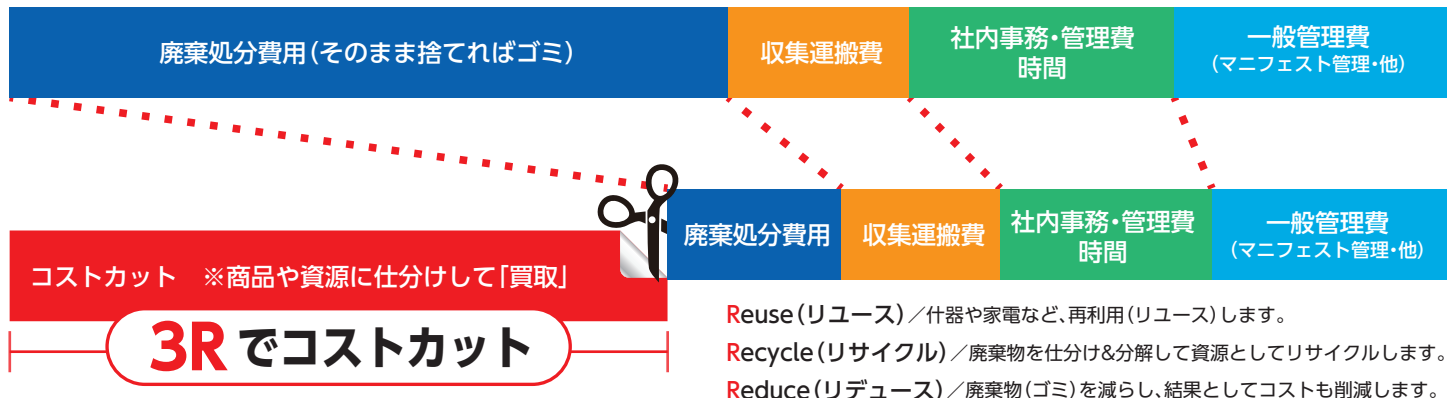 廃棄処分費用(そのまま捨てればゴミ)
収集運搬費
社内事務・管理費
時間
一般管理費
(マニフェスト管理・他)
廃棄処分費用
収集運搬費
社内事務・管理費
時間
一般管理費
(マニフェスト管理・他)
コストカット ※商品や資源に仕分けして「買取」
3Rでコストカット
Reuse(リユース)/什器や家電など、再利用(リユース)します。
Recycle(リサイクル)/廃棄物を仕分け&分解して資源としてリサイクルします。
Reduce(リデュース)/廃棄物(ゴミ)を減らし、結果としてコストも削減します。